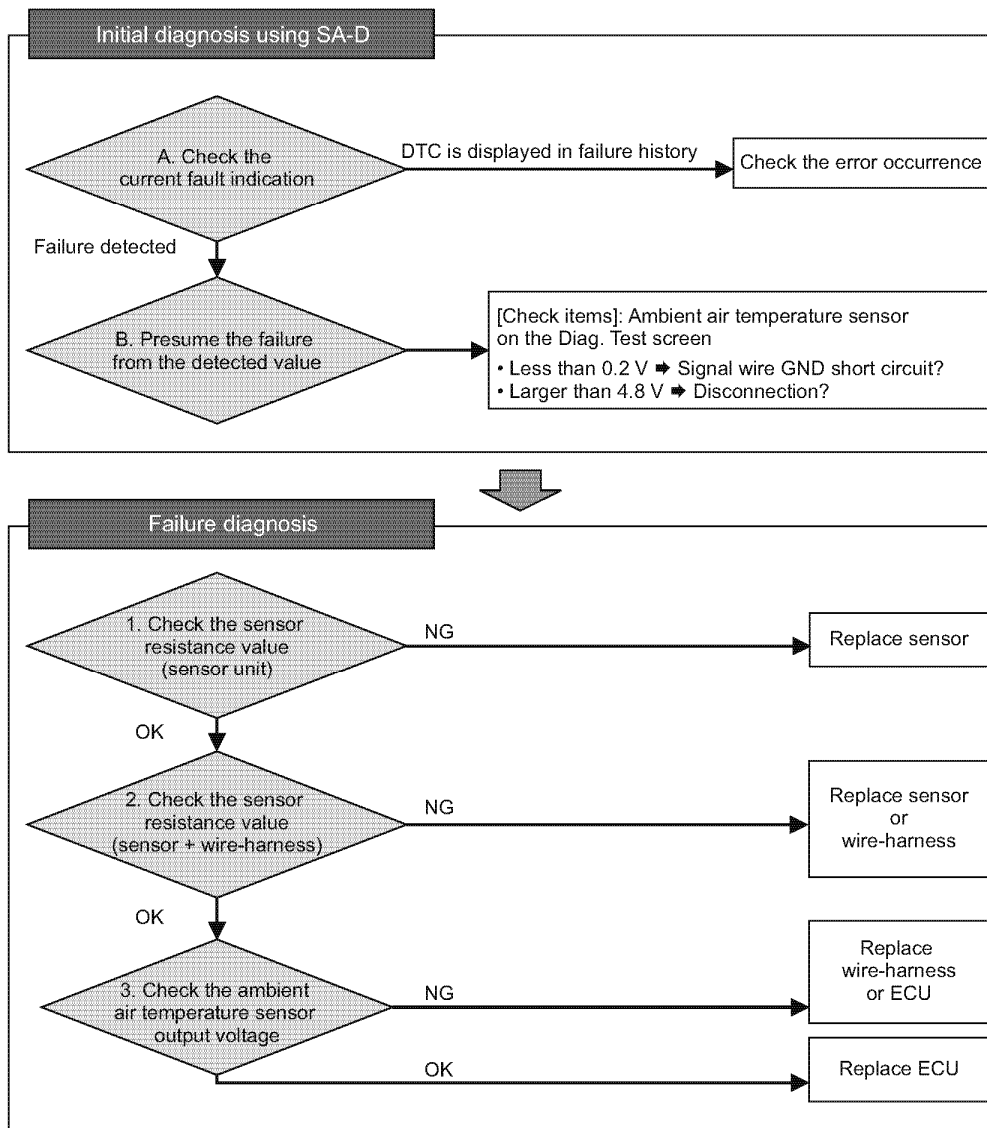 Initial diagnosis using SA-D
A. Check the
current fault indication
DTC is displayed in failure history
Check the error occurrence
Failure detected
B. Presume the failure
from the detected value
[Check items]: Ambient air temperature sensor
on the Diag. Test screen
• Less than 0.2 V ➡ Signal wire GND short circuit?
• Larger than 4.8 V ➡ Disconnection?
Failure diagnosis
1. Check the sensor
resistance value
(sensor unit)
NG
Replace sensor
OK
2. Check the sensor
resistance value
(sensor + wire-harness)
NG
Replace sensor
or
wire-harness
OK
3. Check the ambient
air temperature sensor
output voltage
NG
Replace
wire-harness
or ECU
OK
Replace ECU